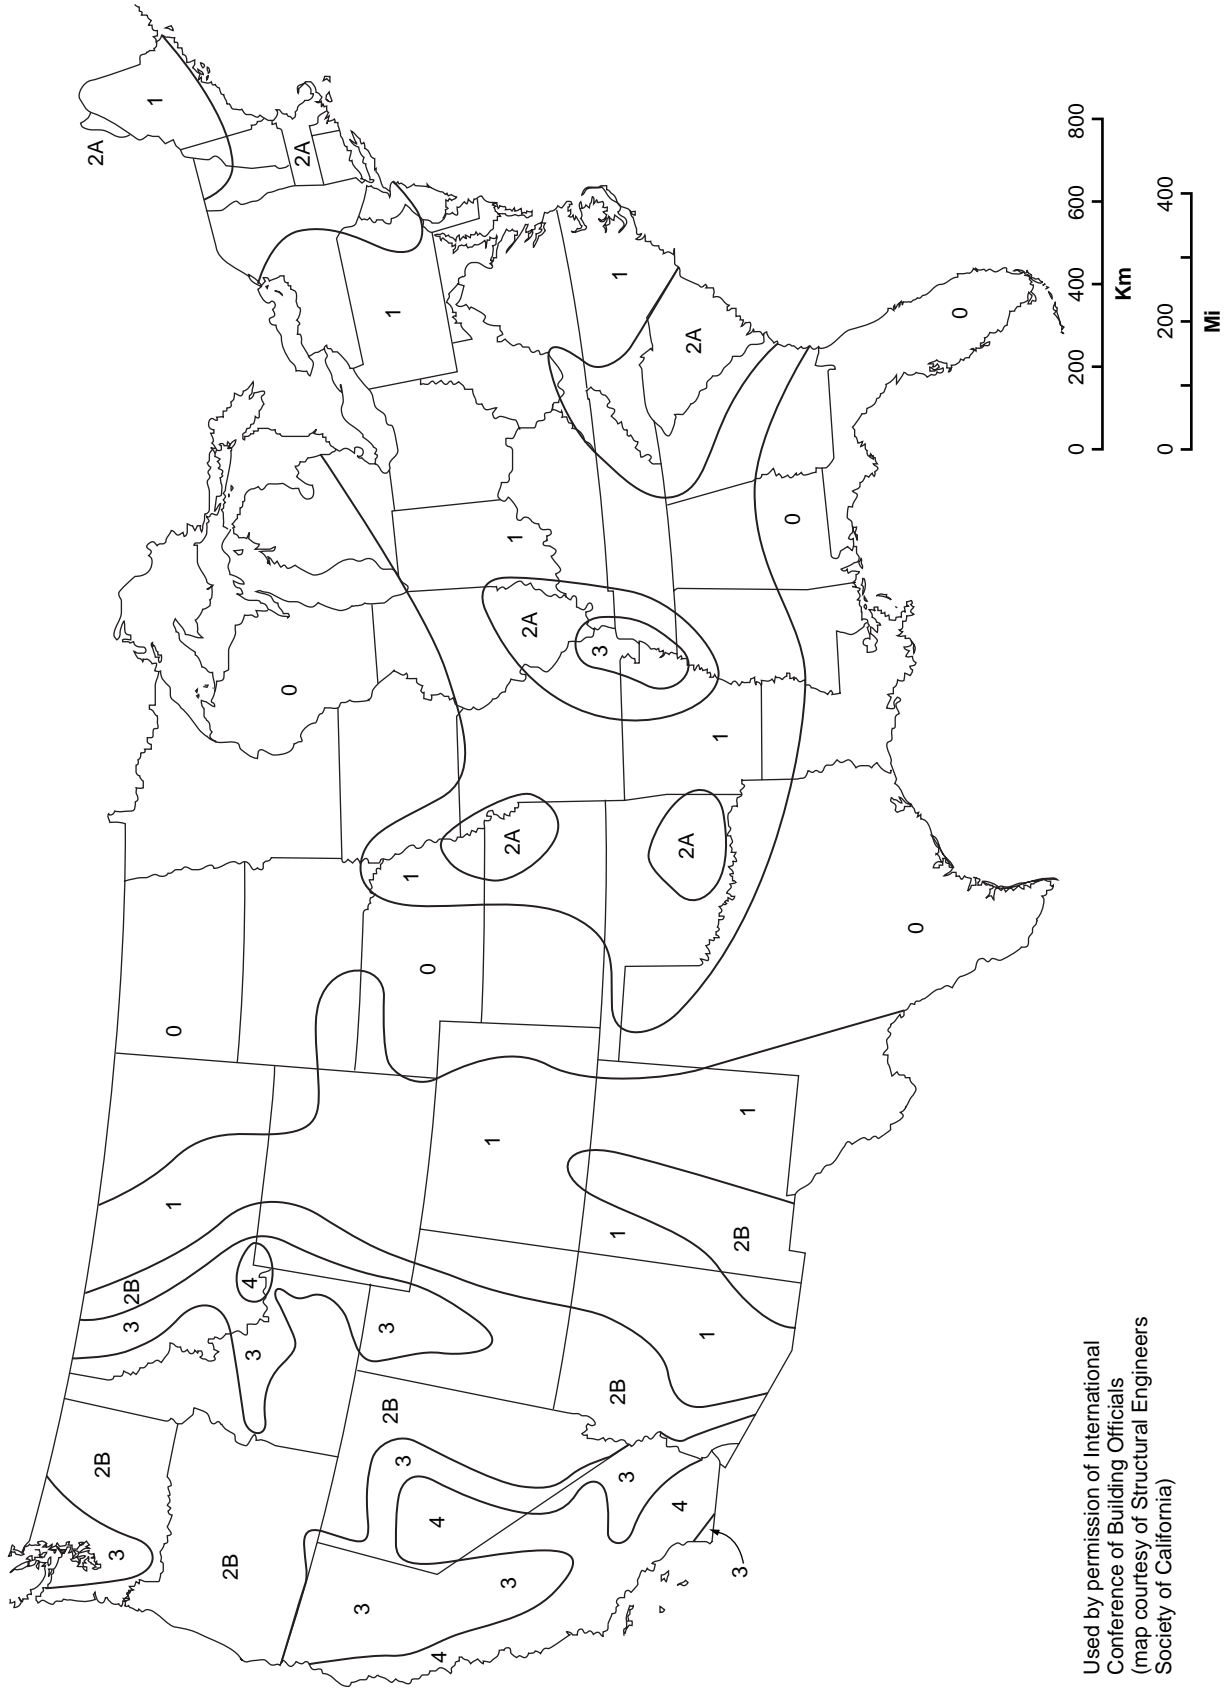 2A
2B
3
3
2B
1
1
0
2B
3
4
0
2A
3
2B
3
1
3
1
0
4
4
1
3
2A
1
2A
3
2B
1
1
3
4
2A
2A
1
1
3
2B
1
0
0
0
Used by permission of International
Conference of Building Officials
(map courtesy of Structural Engineers
Society of California)
0 200 400 600 800
Km
0 200 400
Mi